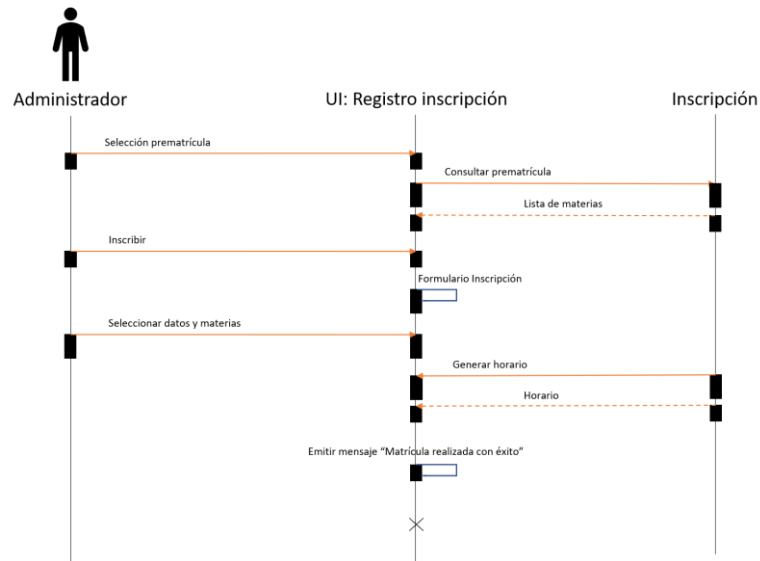 Administrador
UI: Registro inscripción
Inscripción
Selección prematrícula
Consultar prematrícula
Lista de materias
Inscribir
Formulario Inscripción
Seleccionar datos y materias
Generar horario
Horario
Emitir mensaje “Matrícula realizada con éxito”